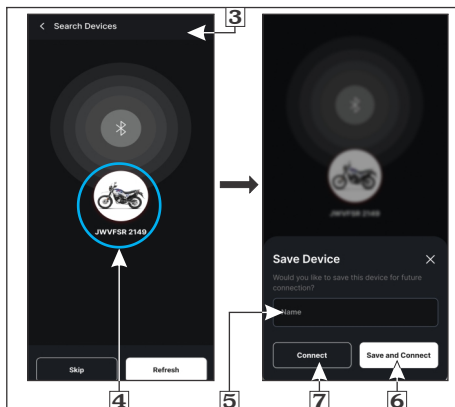 3
< Search Devices
JWVFSR 2149
Skip
Refresh
4
JWVFSR 2149
Save Device
Would you like to save this device for future
connection?
Name
Connect
Save and Connect
5
7
6